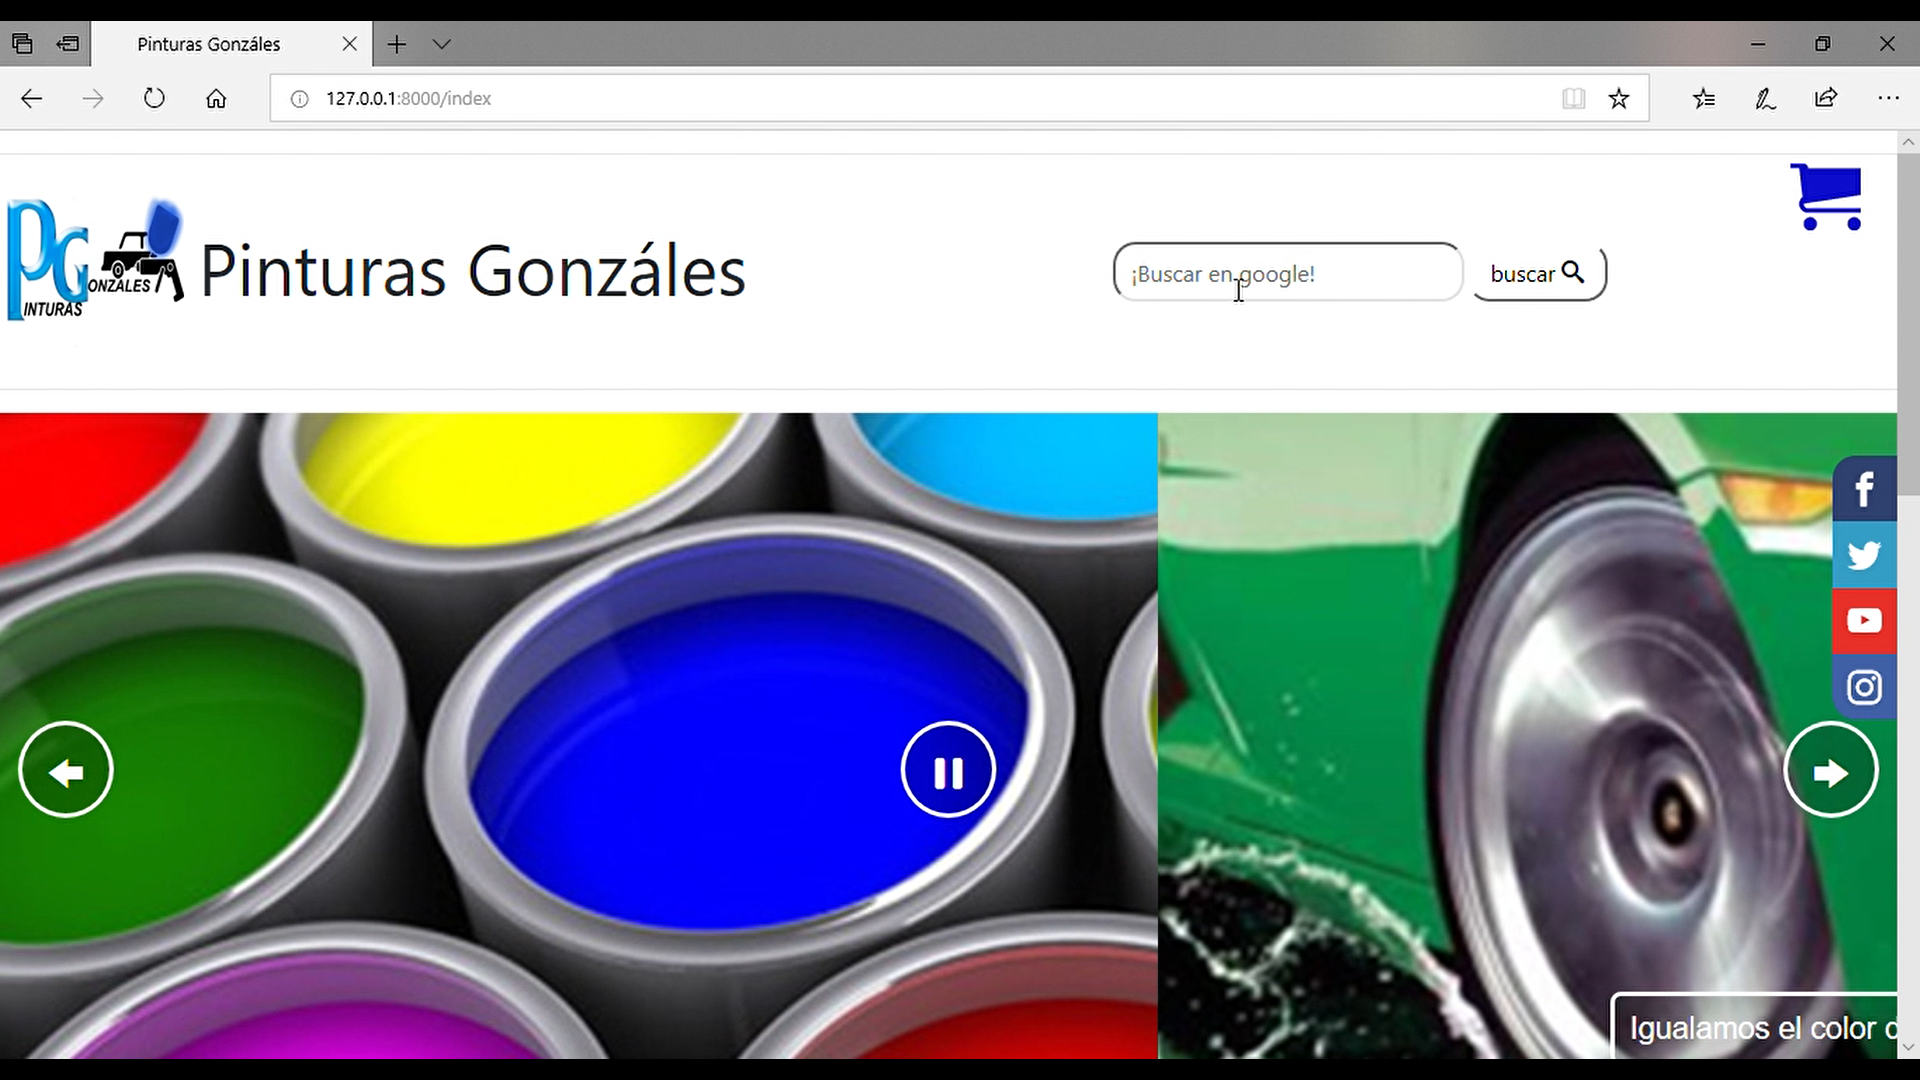 Pinturas Gonzáles
127.0.0.1:8000/index
PG
ONZALES
INTURAS
Pinturas Gonzáles
¡Buscar en google!
buscar
Igualamos el color d